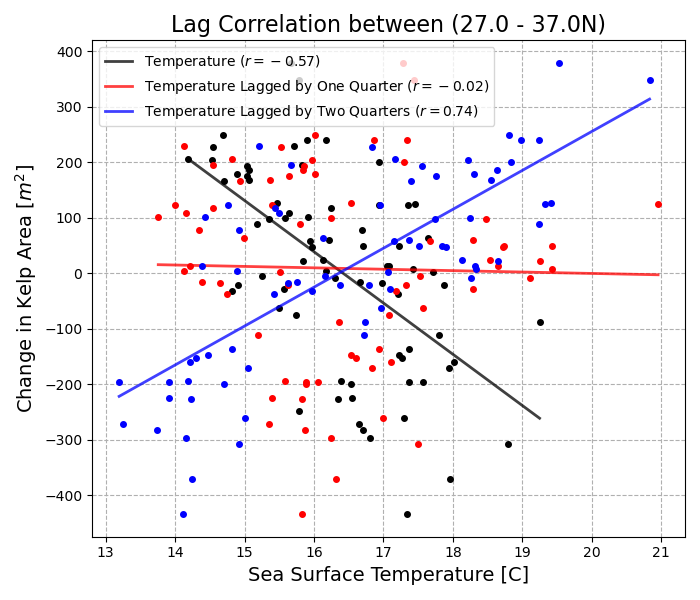 Lag Correlation between (27.0 - 37.0N)
Temperature (r = −0.57)
Temperature Lagged by One Quarter (r = −0.02)
Temperature Lagged by Two Quarters (r = 0.74)
Change in Kelp Area [m²]
400
300
200
100
0
−100
−200
−300
−400
13 14 15 16 17 18 19 20 21
Sea Surface Temperature [C]